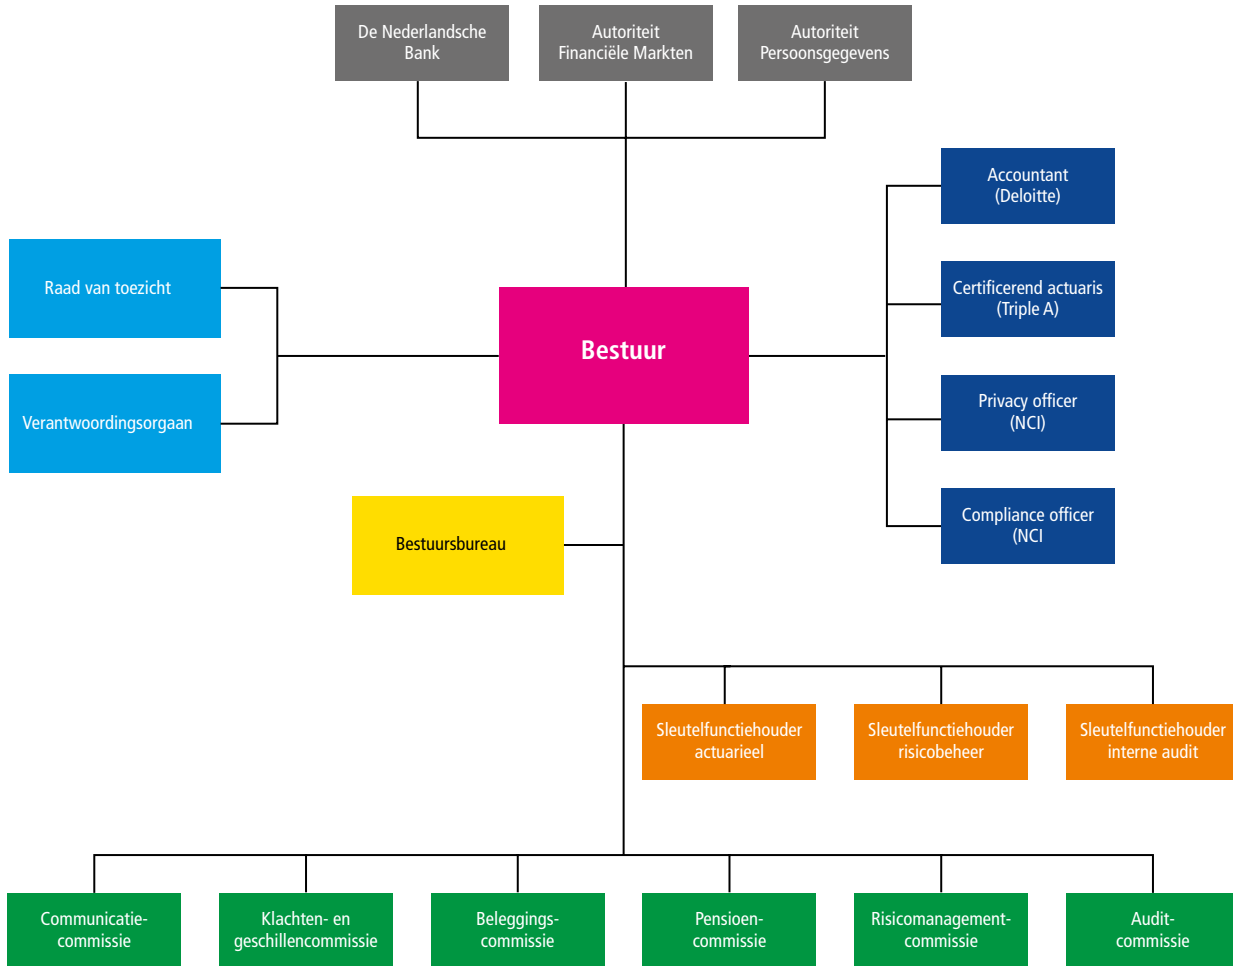 De Nederlandsche
Bank
Autoriteit
Financiële Markten
Autoriteit
Persoonsgegevens
Accountant
(Deloitte)
Raad van toezicht
Certificerend actuaris
(Triple A)
Bestuur
Verantwoordingsorgaan
Privacy officer
(NCI)
Compliance officer
(NCI
Bestuursbureau
Sleutelfunctiehouder
actuarieel
Sleutelfunctiehouder
risicobeheer
Sleutelfunctiehouder
interne audit
Communicatie-
commissie
Klachten- en
geschillencommissie
Beleggings-
commissie
Pensioen-
commissie
Risicomanagement-
commissie
Audit-
commissie